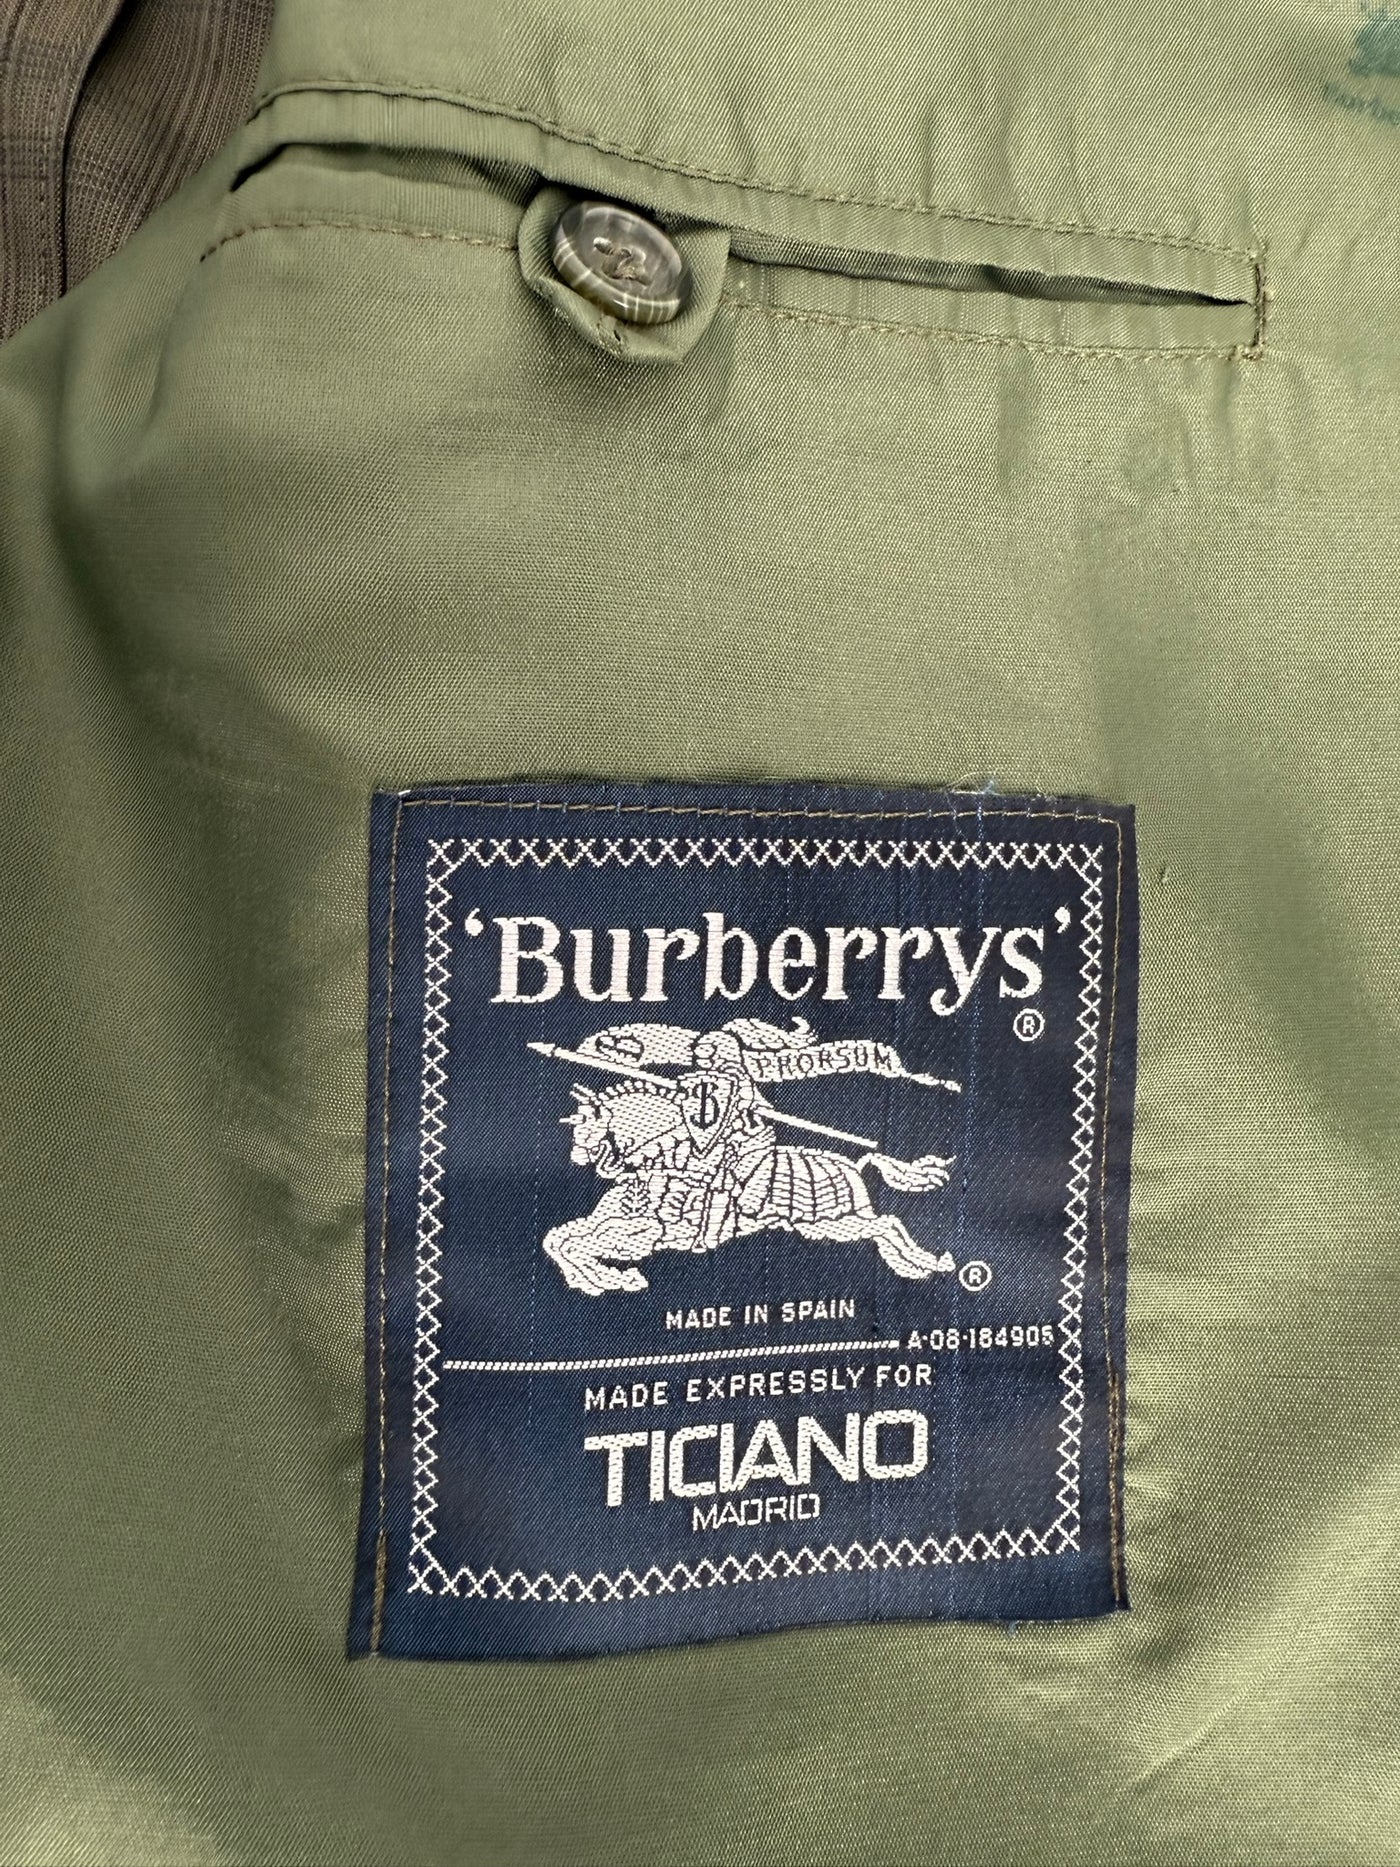 'Burberrys'
®
PRORSUM
B
®
MADE IN SPAIN
A-08-184905
MADE EXPRESSLY FOR
TICIANO
MADRID